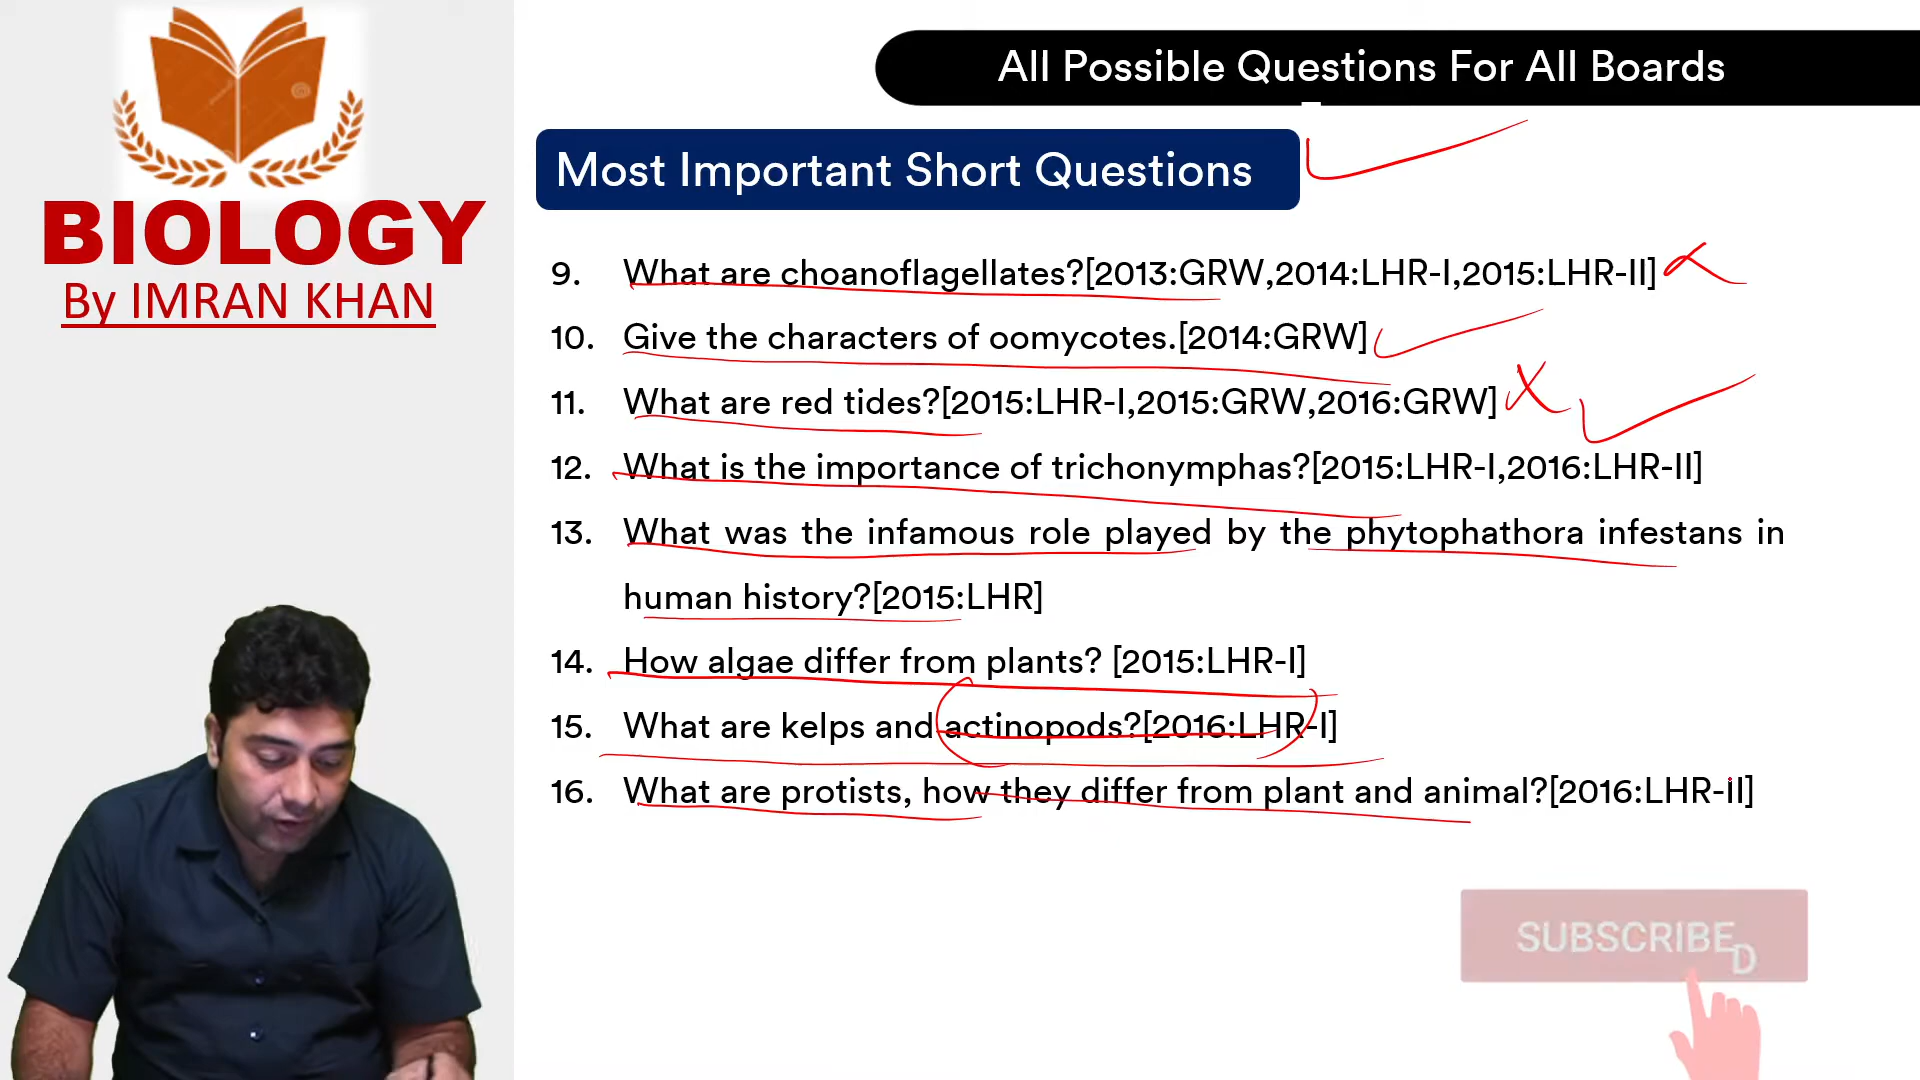 All Possible Questions For All Boards
Most Important Short Questions
BIOLOGY
By IMRAN KHAN
9. What are choanoflagellates?[2013:GRW,2014:LHR-I,2015:LHR-II]
10. Give the characters of oomycotes.[2014:GRW]
11. What are red tides?[2015:LHR-I,2015:GRW,2016:GRW]
12. What is the importance of trichonymphas?[2015:LHR-I,2016:LHR-II]
13. What was the infamous role played by the phytophathora infestans in
human history?[2015:LHR]
14. How algae differ from plants? [2015:LHR-I]
15. What are kelps and actinopods?[2016:LHR-I]
16. What are protists, how they differ from plant and animal?[2016:LHR-II]
SUBSCRIBED